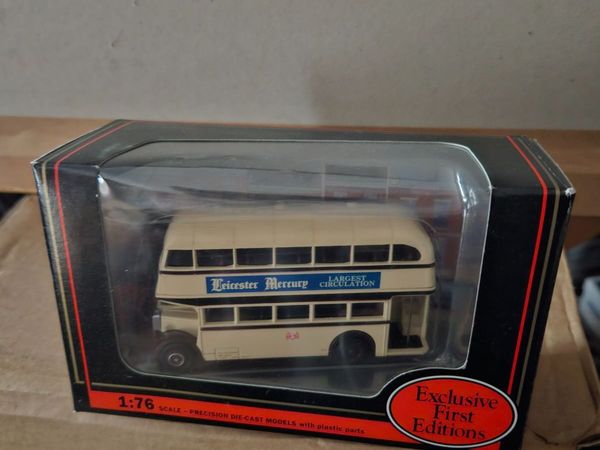 Leicester Mercury LARGEST
CIRCULATION
1:76 SCALE – PRECISION DIE-CAST MODELS with plastic parts
Exclusive
First
Editions